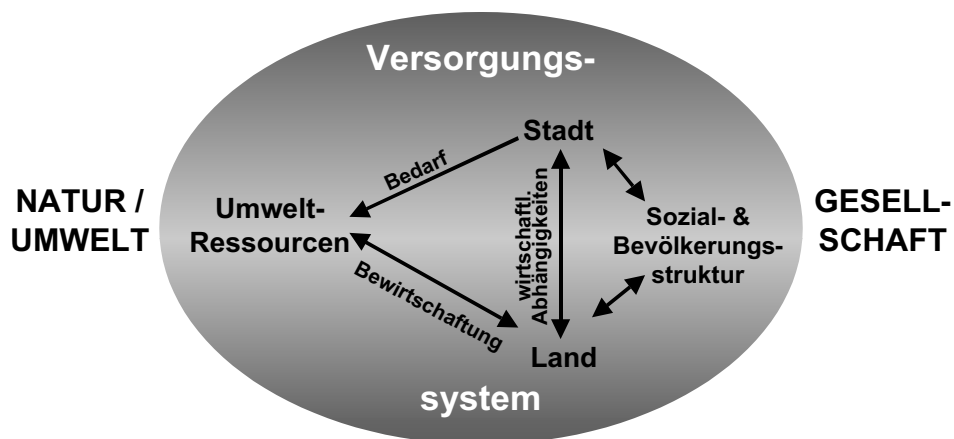 Versorgungs-
Stadt
Bedarf
NATUR /
UMWELT
Umwelt-
Ressourcen
wirtschaftl.
Abhängigkeiten
Sozial- &
Bevölkerungs-
struktur
GESELL-
SCHAFT
Bewirtschaftung
Land
system